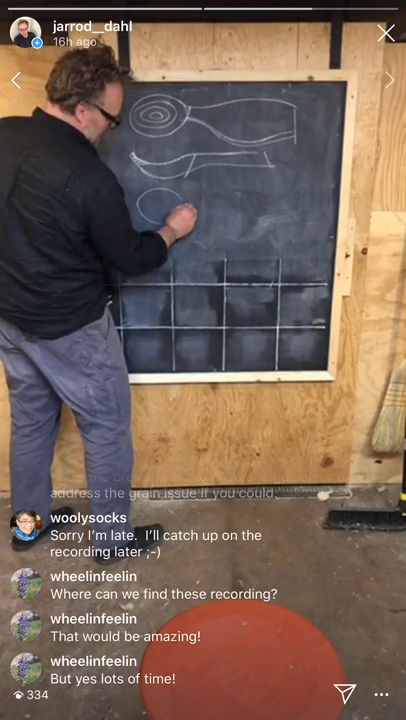 jarrod__dahl
16h ago
address the grain issue if you could
woolysocks
Sorry I'm late. I'll catch up on the
recording later ;-)
wheelinfeelin
Where can we find these recording?
wheelinfeelin
That would be amazing!
wheelinfeelin
But yes lots of time!
334